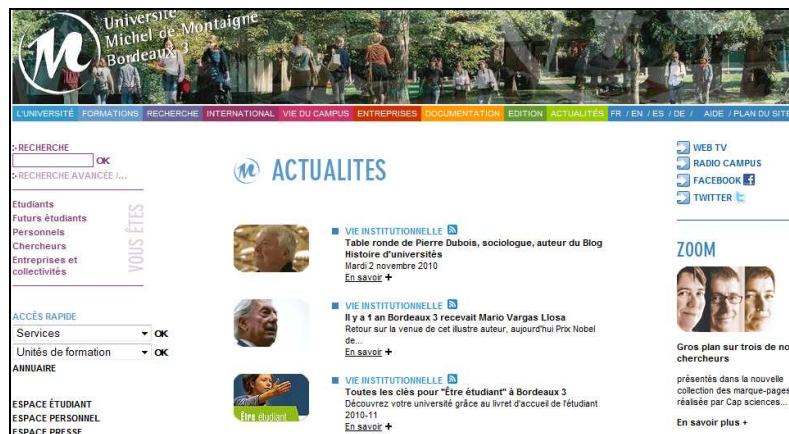 Université
Michel de Montaigne
Bordeaux 3
L'UNIVERSITÉ FORMATIONS RECHERCHE INTERNATIONAL VIE DU CAMPUS ENTREPRISES DOCUMENTATION EDITION ACTUALITÉS FR / EN / ES / DE / AIDE / PLAN DU SITE
RECHERCHE
OK
RECHERCHE AVANCÉE /...
Etudiants
Futurs étudiants
Personnels
Chercheurs
Entreprises et
collectivités
VOUS ÊTES
ACCÈS RAPIDE
Services OK
Unités de formation OK
ANNUAIRE
ESPACE ÉTUDIANT
ESPACE PERSONNEL
ESPACE PRESSE
ACTUALITES
VIE INSTITUTIONNELLE
Table ronde de Pierre Dubois, sociologue, auteur du Blog
Histoire d'universités
Mardi 2 novembre 2010
En savoir +
VIE INSTITUTIONNELLE
Il y a 1 an Bordeaux 3 recevait Mario Vargas Llosa
Retour sur la venue de cet illustre auteur, aujourd'hui Prix Nobel
de...
En savoir +
Être étudiant
VIE INSTITUTIONNELLE
Toutes les clés pour "Être étudiant" à Bordeaux 3
Découvrez votre université grâce au livret d'accueil de l'étudiant
2010-11
En savoir +
WEB TV
RADIO CAMPUS
FACEBOOK
TWITTER
ZOOM
Gros plan sur trois de no
chercheurs
présentés dans la nouvelle
collection des marque-pages
réalisée par Cap sciences...
En savoir plus +